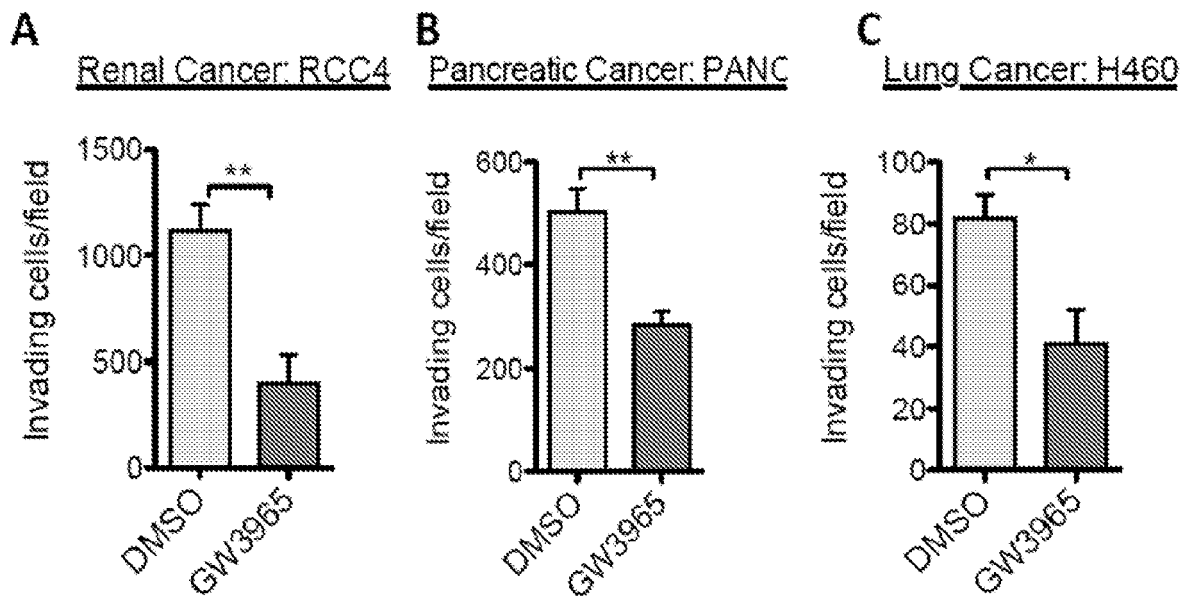 A
Renal Cancer: RCC4
Invading cells/field
1500
1000
500
0
**
DMSO
GW3965
B
Pancreatic Cancer: PANC
Invading cells/field
600
400
200
0
**
DMSO
GW3965
C
Lung Cancer: H460
Invading cells/field
100
80
60
40
20
0
*
DMSO
GW3965